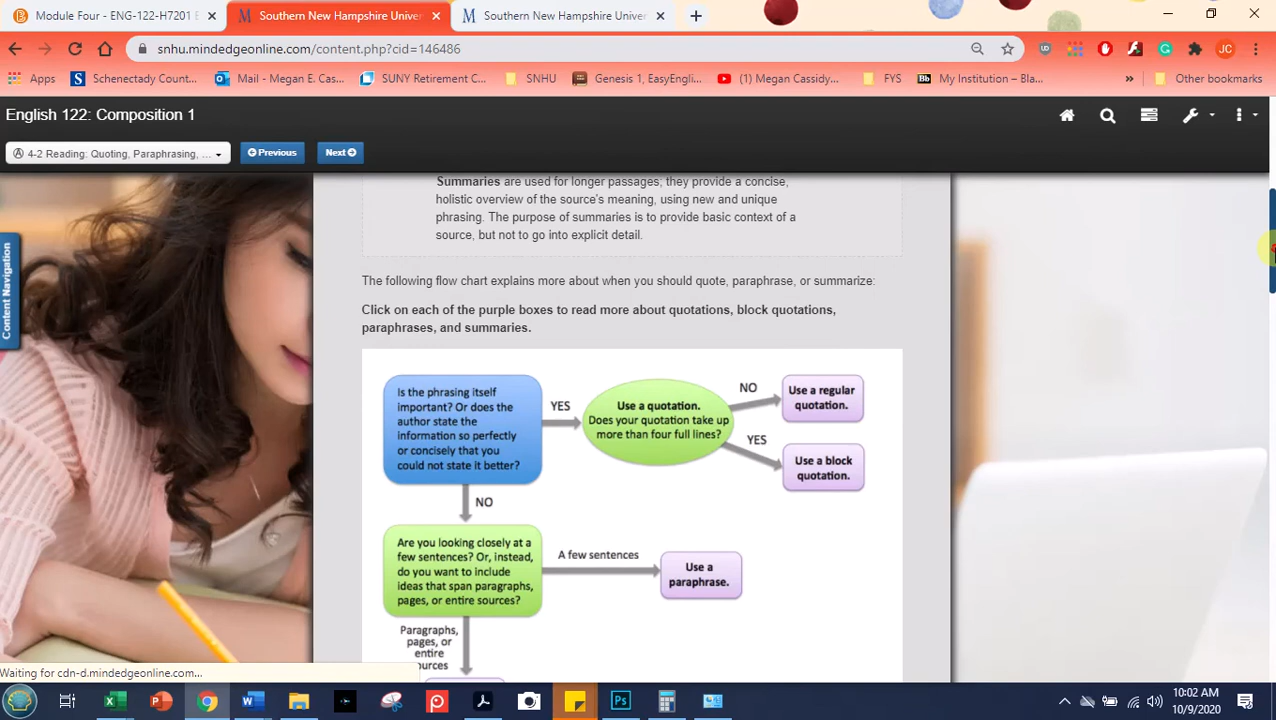 Module Four - ENG-122-H7201 E
Southern New Hampshire Univer
Southern New Hampshire Univer
snhu.mindedgeonline.com/content.php?cid=146486
JC
Apps
Schenectady Count...
Mail - Megan E. Cas...
SUNY Retirement C...
SNHU
Genesis 1, EasyEngli...
(1) Megan Cassidy...
FYS
Bb
My Institution – Bla...
»
Other bookmarks
English 122: Composition 1
4-2 Reading: Quoting, Paraphrasing, ...
Previous
Next
Content Navigation
Summaries are used for longer passages; they provide a concise,
holistic overview of the source's meaning, using new and unique
phrasing. The purpose of summaries is to provide basic context of a
source, but not to go into explicit detail.
The following flow chart explains more about when you should quote, paraphrase, or summarize:
Click on each of the purple boxes to read more about quotations, block quotations,
paraphrases, and summaries.
Is the phrasing itself
important? Or does the
author state the
information so perfectly
or concisely that you
could not state it better?
YES
Use a quotation.
Does your quotation take up
more than four full lines?
NO
Use a regular
quotation.
YES
Use a block
quotation.
NO
Are you looking closely at a
few sentences? Or, instead,
do you want to include
ideas that span paragraphs,
pages, or entire sources?
A few sentences
Use a
paraphrase.
Paragraphs,
pages, or
entire
sources
Waiting for cdn-d.mindedgeonline.com...
10:02 AM
10/9/2020